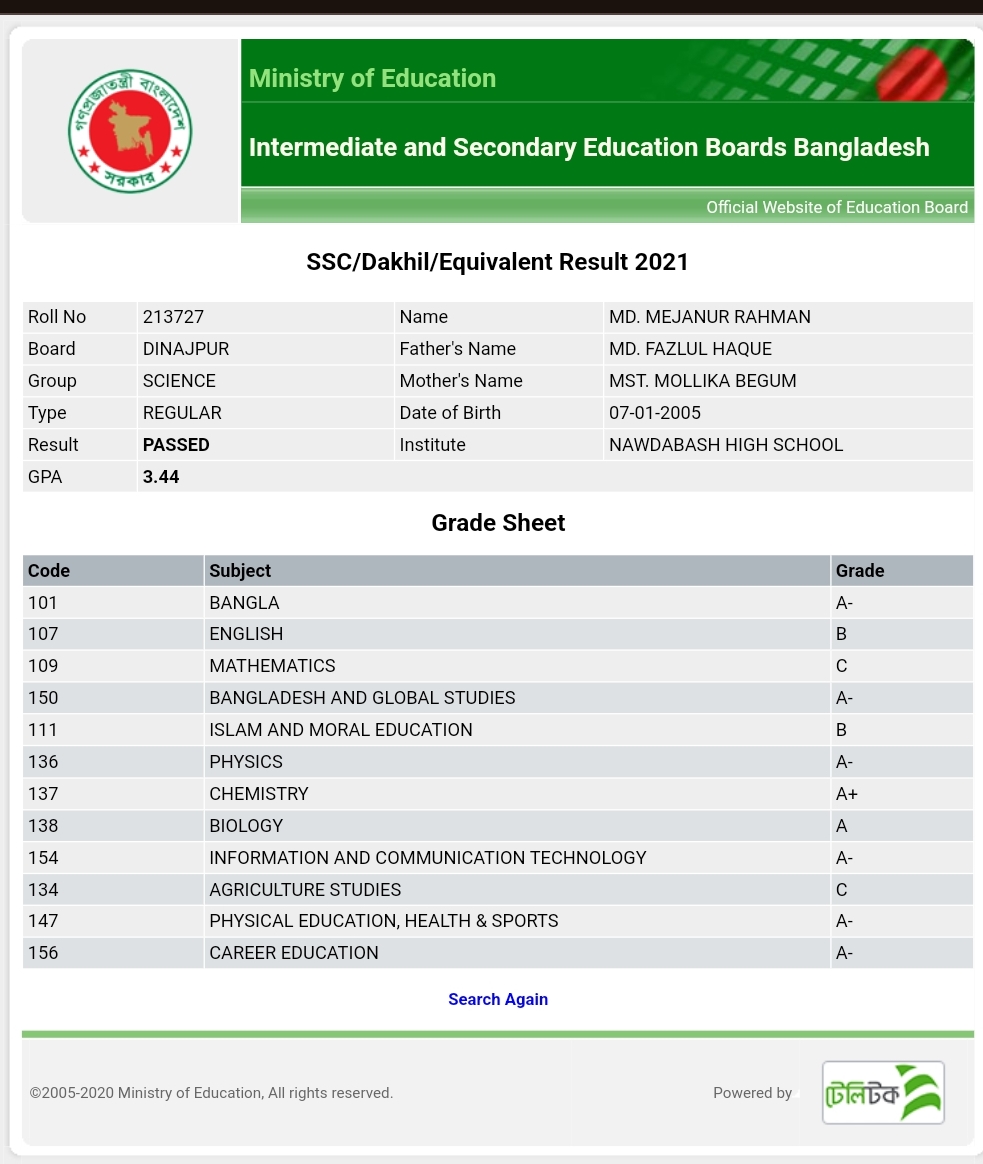 গণপ্রজাতন্ত্রী বাংলাদেশ
সরকার
Ministry of Education
Intermediate and Secondary Education Boards Bangladesh
Official Website of Education Board
SSC/Dakhil/Equivalent Result 2021
Roll No 213727 Name MD. MEJANUR RAHMAN
Board DINAJPUR Father's Name MD. FAZLUL HAQUE
Group SCIENCE Mother's Name MST. MOLLIKA BEGUM
Type REGULAR Date of Birth 07-01-2005
Result PASSED Institute NAWDABASH HIGH SCHOOL
GPA 3.44
Grade Sheet
Code Subject Grade
101 BANGLA A-
107 ENGLISH B
109 MATHEMATICS C
150 BANGLADESH AND GLOBAL STUDIES A-
111 ISLAM AND MORAL EDUCATION B
136 PHYSICS A-
137 CHEMISTRY A+
138 BIOLOGY A
154 INFORMATION AND COMMUNICATION TECHNOLOGY A-
134 AGRICULTURE STUDIES C
147 PHYSICAL EDUCATION, HEALTH & SPORTS A-
156 CAREER EDUCATION A-
Search Again
©2005-2020 Ministry of Education, All rights reserved. Powered by টেলিটক